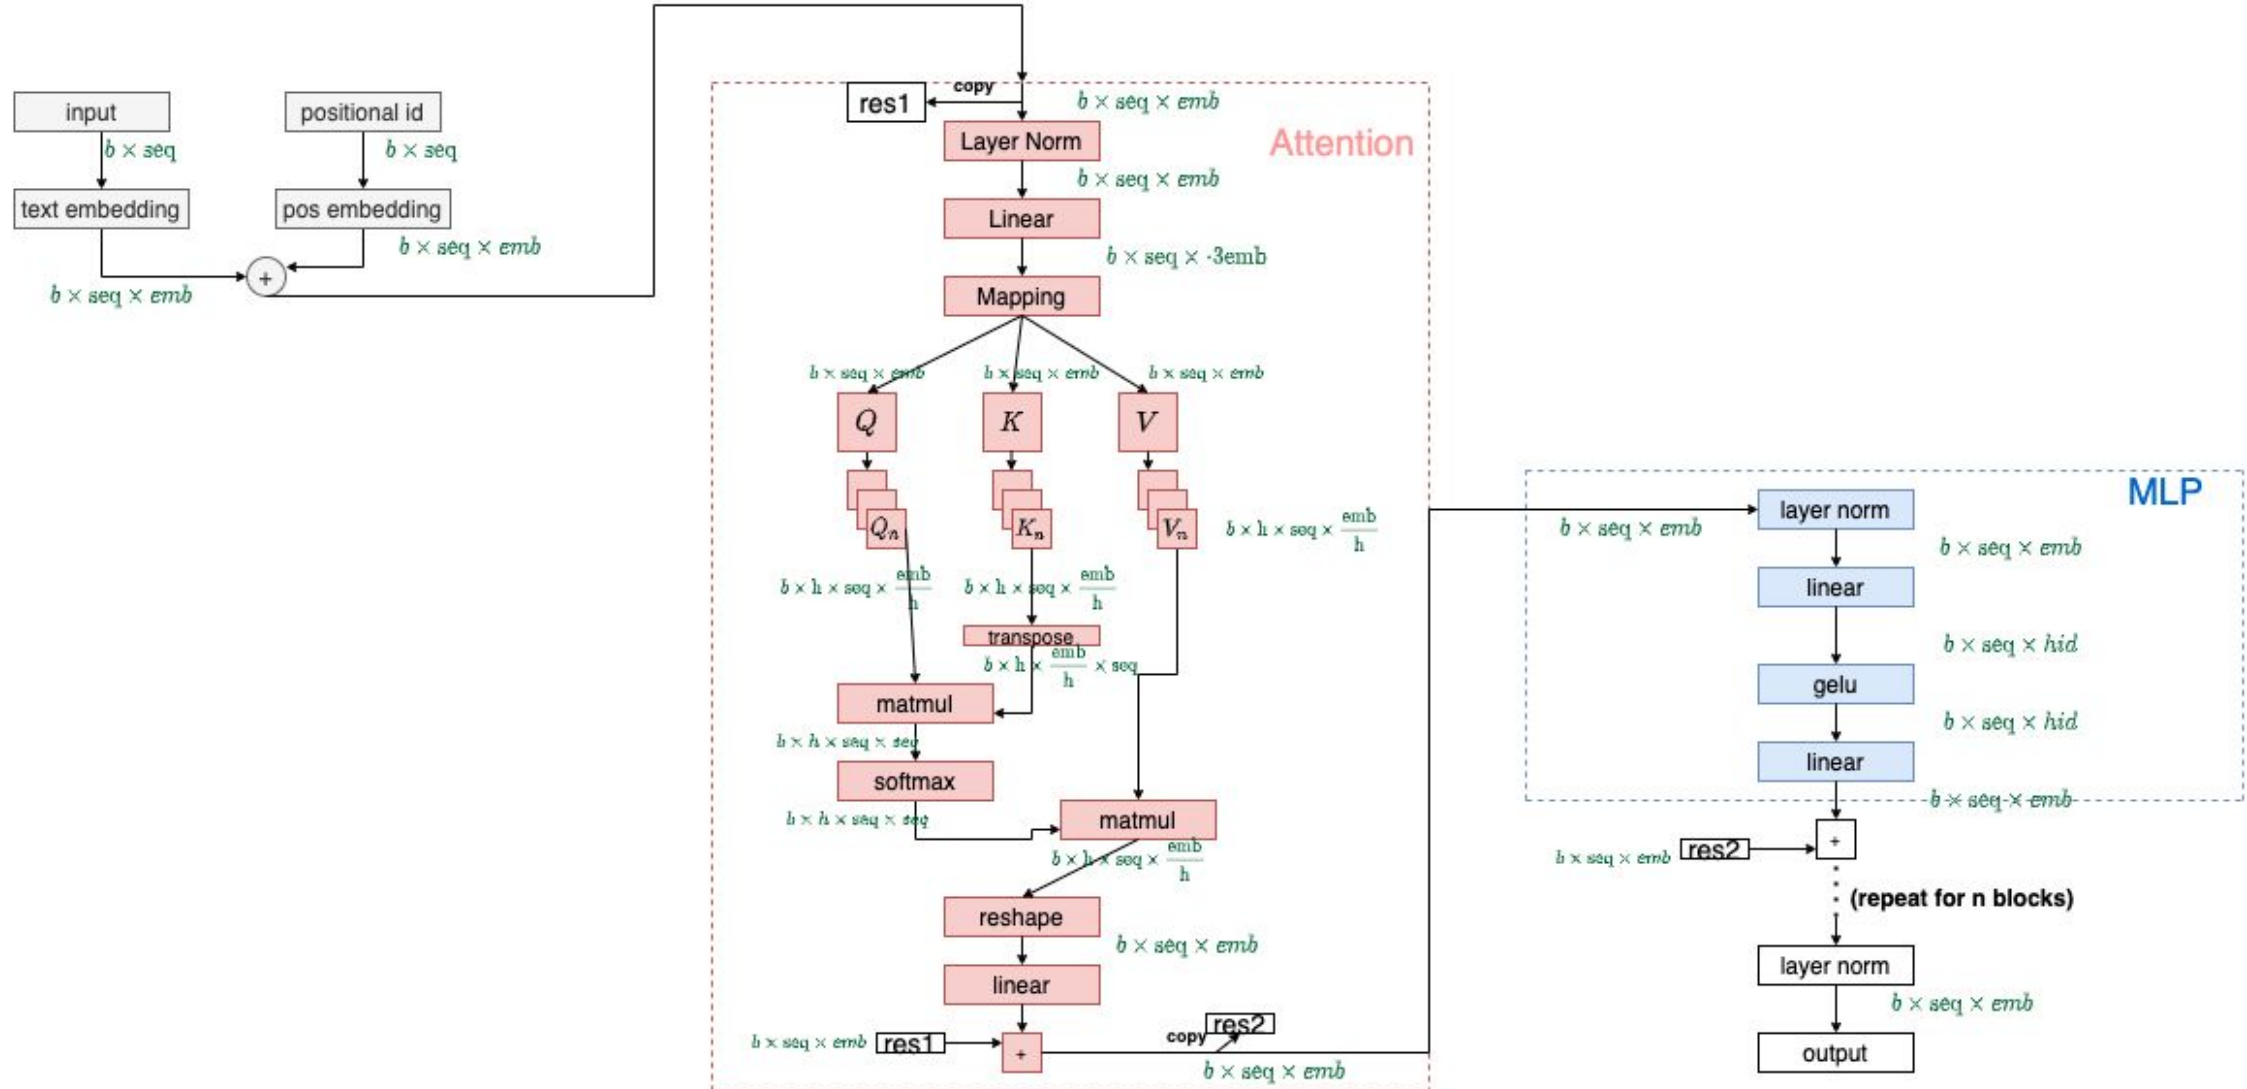 input
positional id
b × seq
b × seq
text embedding
pos embedding
b × seq × emb
+
b × seq × emb
res1
copy
b × seq × emb
Attention
Layer Norm
b × seq × emb
Linear
b × seq × ·3emb
Mapping
b × seq × emb
b × seq × emb
b × seq × emb
Q
K
V
Qₙ
Kₙ
Vₙ
b × h × seq × emb/h
b × h × seq × emb/h
b × h × seq × emb/h
transpose
b × h × emb/h × seq
matmul
b × h × seq × seq
softmax
b × h × seq × seq
matmul
b × h × seq × emb/h
reshape
b × seq × emb
linear
b × seq × emb
res1
+
copy
res2
b × seq × emb
MLP
b × seq × emb
layer norm
b × seq × emb
linear
b × seq × hid
gelu
b × seq × hid
linear
b × seq × emb
b × seq × emb
res2
+
(repeat for n blocks)
layer norm
b × seq × emb
output